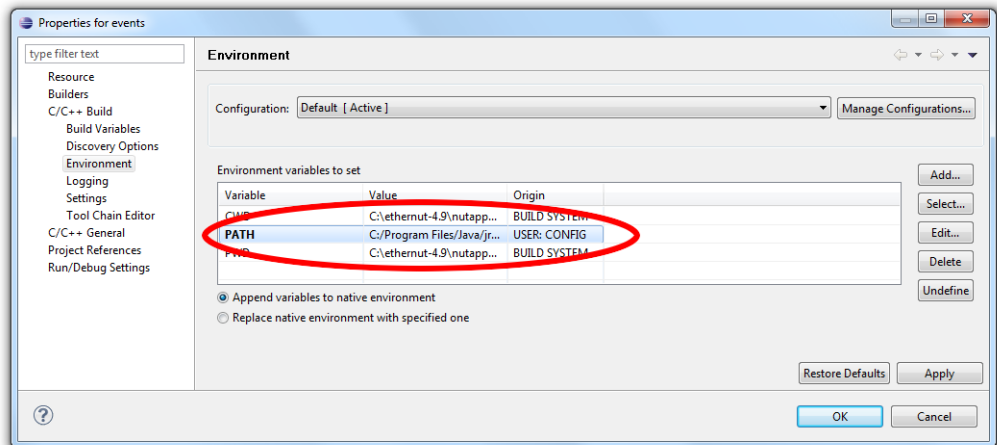 Properties for events
type filter text
Resource
Builders
C/C++ Build
Build Variables
Discovery Options
Environment
Logging
Settings
Tool Chain Editor
C/C++ General
Project References
Run/Debug Settings
Environment
Configuration: Default [ Active ] Manage Configurations...
Environment variables to set
Variable Value Origin
CWD C:\ethernut-4.9\nutapp... BUILD SYSTEM
PATH C:/Program Files/Java/jr... USER: CONFIG
PWD C:\ethernut-4.9\nutapp... BUILD SYSTEM
Add...
Select...
Edit...
Delete
Undefine
Append variables to native environment
Replace native environment with specified one
Restore Defaults Apply
OK Cancel